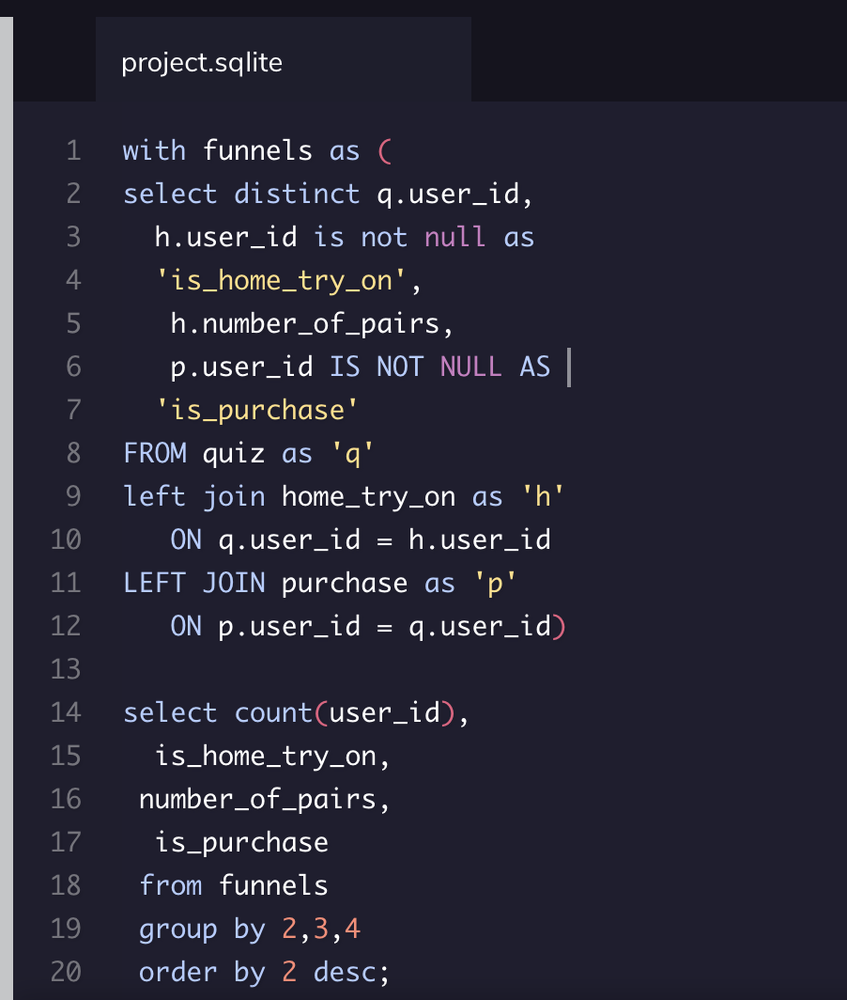 project.sqlite
1 with funnels as (
2 select distinct q.user_id,
3 h.user_id is not null as
4 'is_home_try_on',
5 h.number_of_pairs,
6 p.user_id IS NOT NULL AS
7 'is_purchase'
8 FROM quiz as 'q'
9 left join home_try_on as 'h'
10 ON q.user_id = h.user_id
11 LEFT JOIN purchase as 'p'
12 ON p.user_id = q.user_id)
13
14 select count(user_id),
15 is_home_try_on,
16 number_of_pairs,
17 is_purchase
18 from funnels
19 group by 2,3,4
20 order by 2 desc;